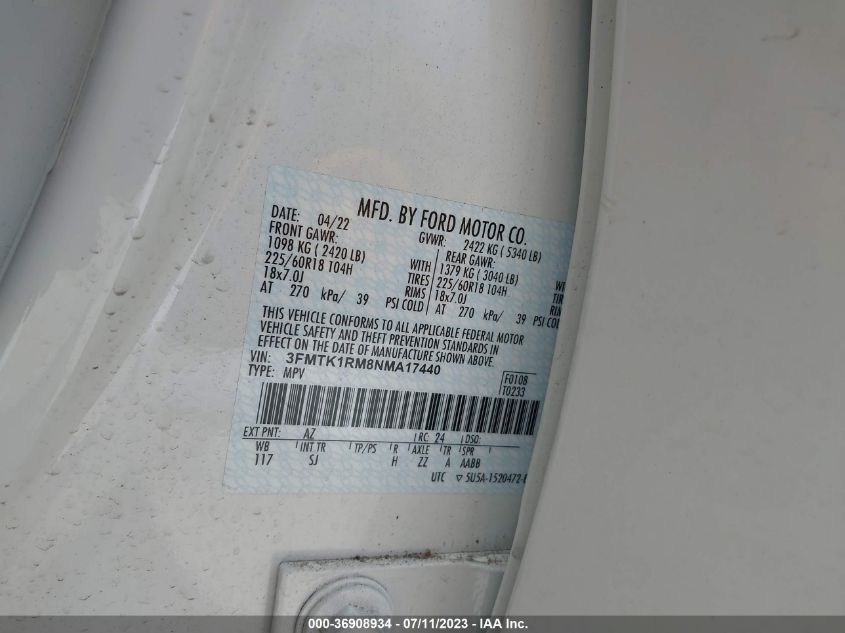 MFD. BY FORD MOTOR CO.
DATE: 04/22 GVWR: 2422 KG ( 5340 LB)
FRONT GAWR: REAR GAWR:
1098 KG ( 2420 LB) WITH 1379 KG ( 3040 LB)
225/60R18 104H TIRES 225/60R18 104H
18x7.0J RIMS 18x7.0J
AT 270 kPa/ 39 PSI COLD AT 270 kPa/ 39 PSI COLD
THIS VEHICLE CONFORMS TO ALL APPLICABLE FEDERAL MOTOR
VEHICLE SAFETY AND THEFT PREVENTION STANDARDS IN
EFFECT ON THE DATE OF MANUFACTURE SHOWN ABOVE.
VIN: 3FMTK1RM8NMA17440
TYPE: MPV
F0108
T0233
EXT PNT: AZ RC: 24 DSO:
WB INT TR TP/PS R AXLE TR SPR
117 SJ H ZZ A AABB
UTC 5U5A-1520472-
000-36908934 / 07/11/2023 - IAA Inc.